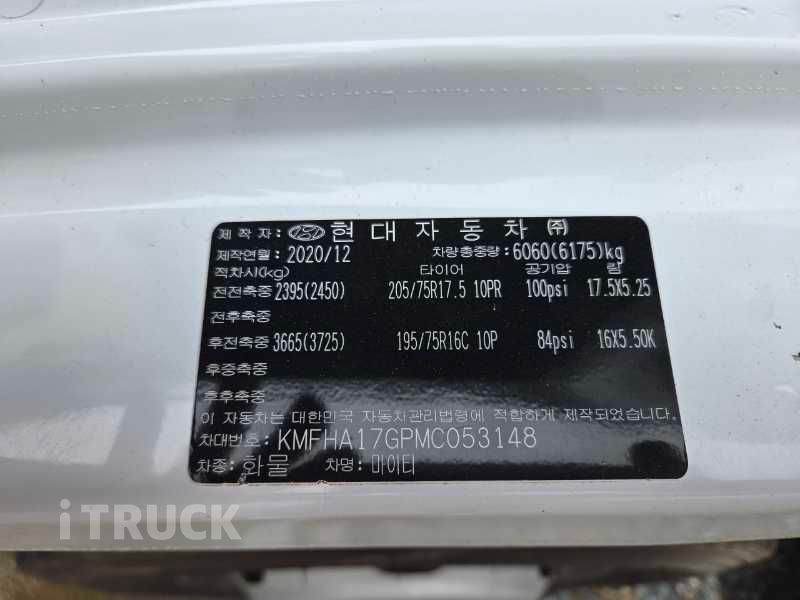 제작자: 현대자동차 ㈜
제작연월: 2020/12 차량총중량: 6060(6175)kg
적차시(kg) 타이어 공기압 림
전전축중 2395(2450) 205/75R17.5 10PR 100psi 17.5X5.25
전후축중
후전축중 3665(3725) 195/75R16C 10P 84psi 16X5.50K
후중축중
후후축중
이 자동차는 대한민국 자동차관리법령에 적합하게 제작되었습니다.
차대번호: KMFHA17GPMC053148
차종: 화물 차명: 마이티
iTRUCK